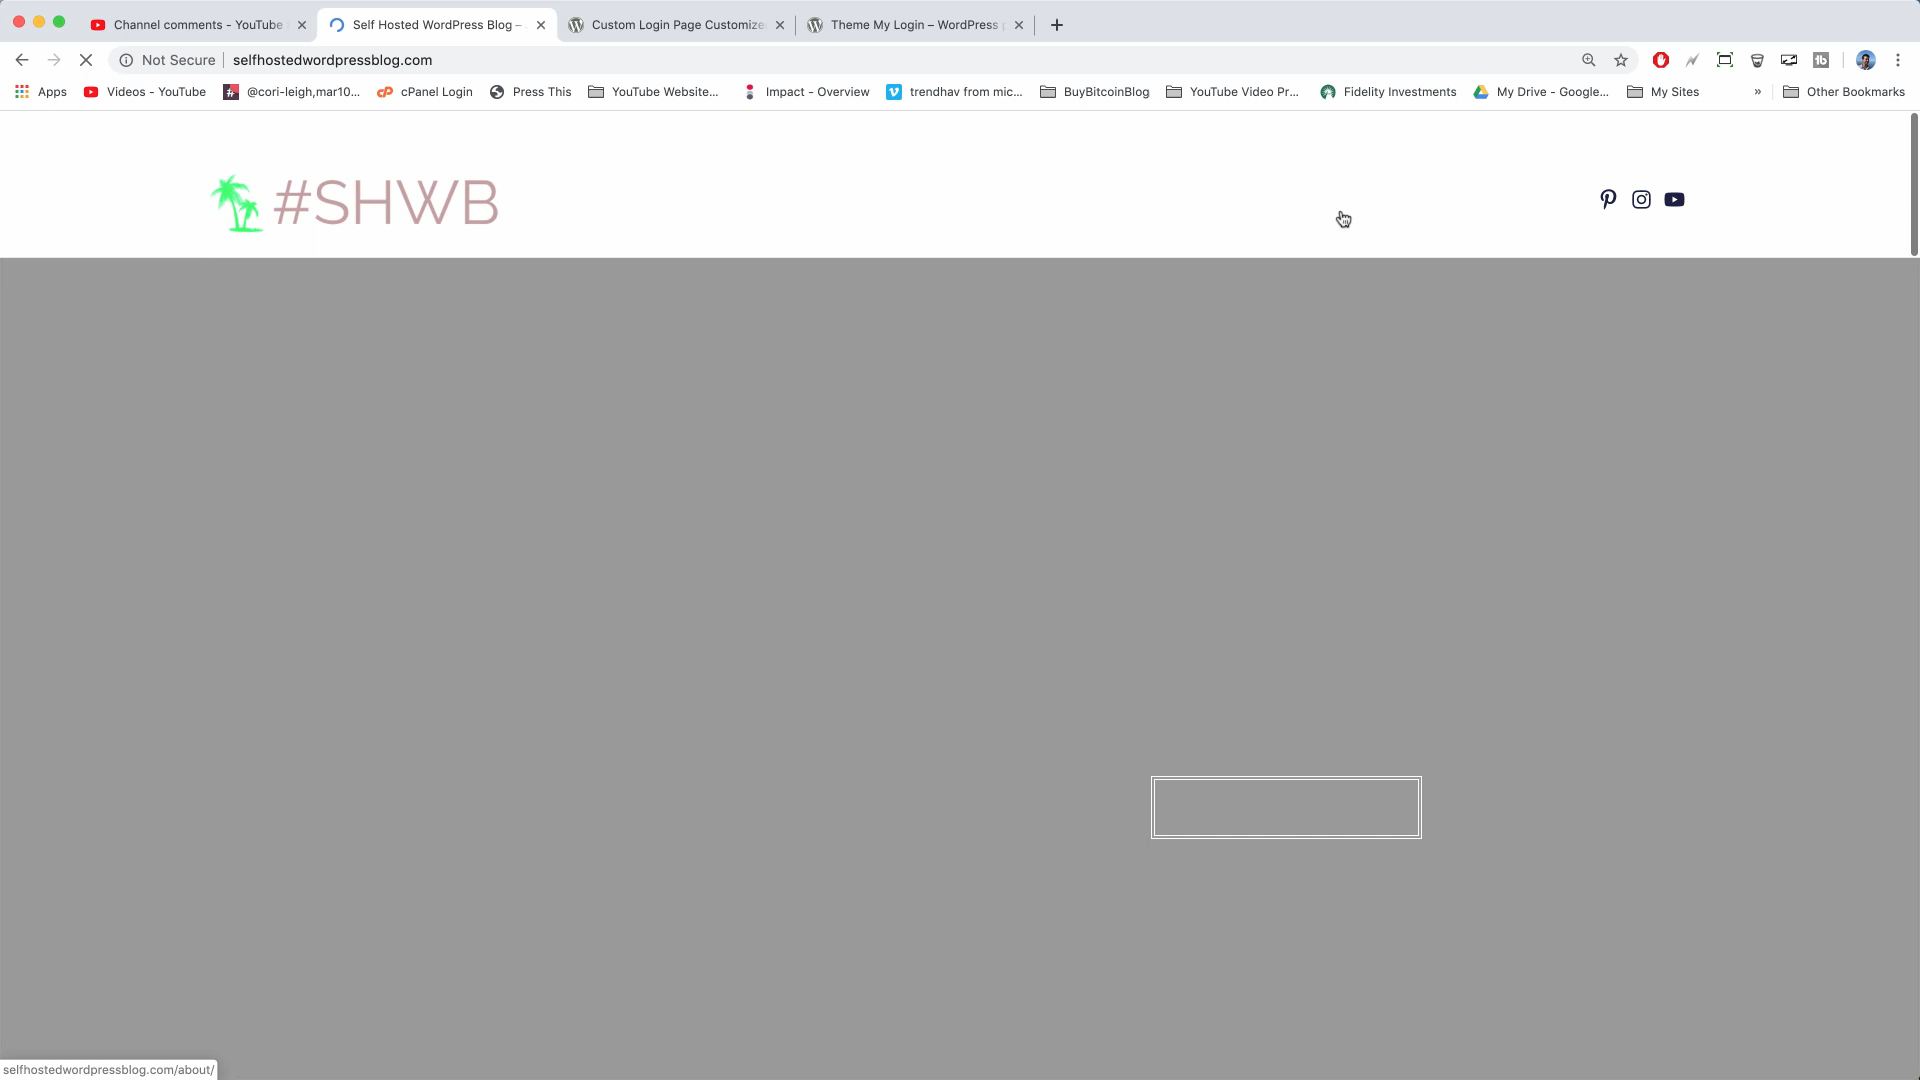 Channel comments - YouTube
Self Hosted WordPress Blog –
Custom Login Page Customize
Theme My Login – WordPress p
Not Secure
selfhostedwordpressblog.com
Apps
Videos - YouTube
@cori-leigh,mar10...
cPanel Login
Press This
YouTube Website...
Impact - Overview
trendhav from mic...
BuyBitcoinBlog
YouTube Video Pr...
Fidelity Investments
My Drive - Google...
My Sites
»
Other Bookmarks
#SHWB
selfhostedwordpressblog.com/about/